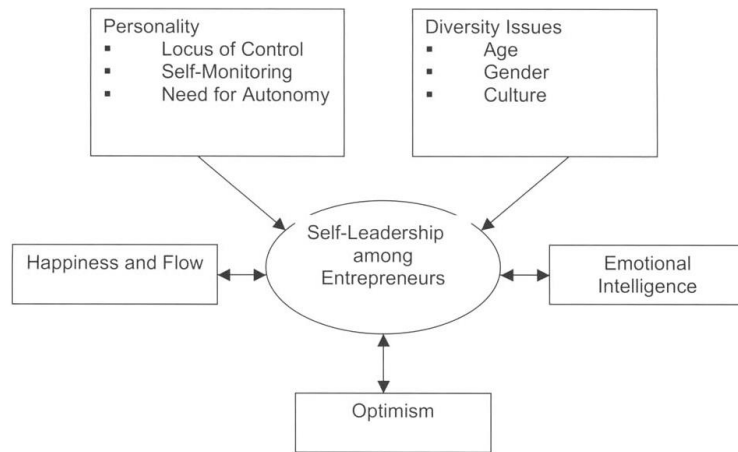 Personality
▪ Locus of Control
▪ Self-Monitoring
▪ Need for Autonomy
Diversity Issues
▪ Age
▪ Gender
▪ Culture
Self-Leadership
among
Entrepreneurs
Happiness and Flow
Emotional
Intelligence
Optimism